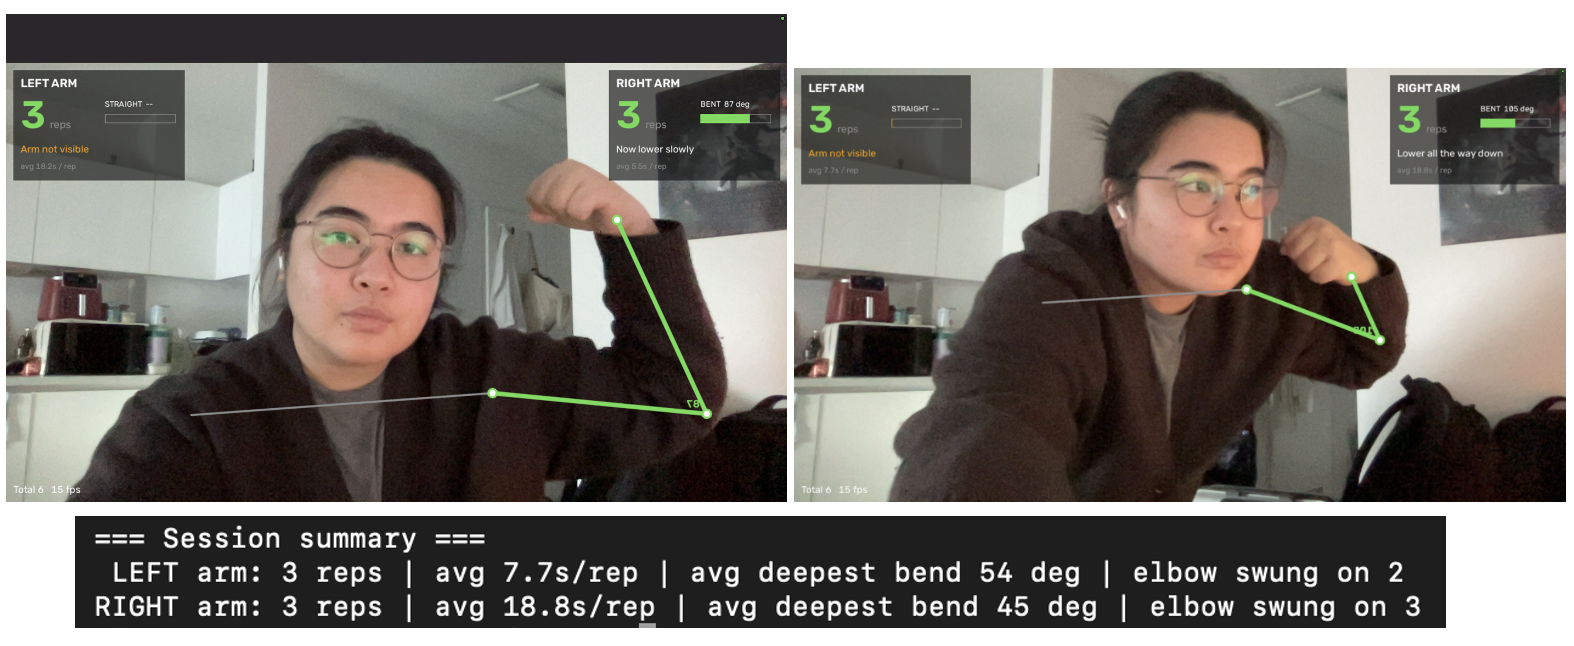 LEFT ARM
3 reps
STRAIGHT --
Arm not visible
avg 18.2s / rep
RIGHT ARM
3 reps
BENT 87 deg
Now lower slowly
avg 5.5s / rep
87
Total 6 15 fps
LEFT ARM
3 reps
STRAIGHT --
Arm not visible
avg 7.7s / rep
RIGHT ARM
3 reps
BENT 105 deg
Lower all the way down
avg 18.8s / rep
105
Total 6 15 fps
=== Session summary ===
LEFT arm: 3 reps | avg 7.7s/rep | avg deepest bend 54 deg | elbow swung on 2
RIGHT arm: 3 reps | avg 18.8s/rep | avg deepest bend 45 deg | elbow swung on 3